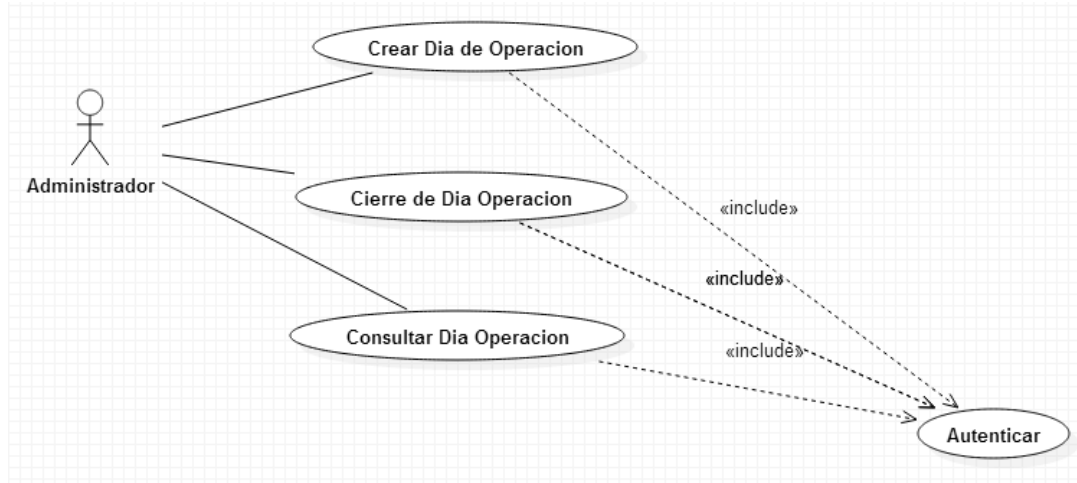 Crear Dia de Operacion
Administrador
Cierre de Dia Operacion
«include»
«include»
Consultar Dia Operacion
«include»
Autenticar